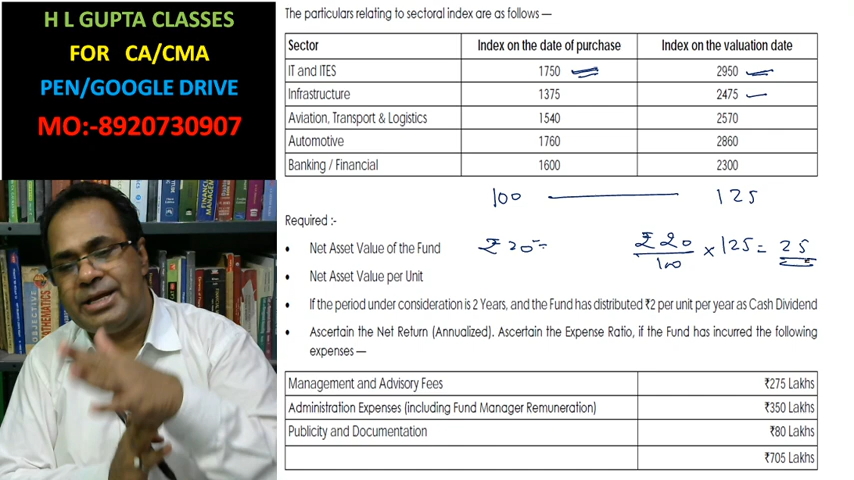 H L GUPTA CLASSES
FOR CA/CMA
PEN/GOOGLE DRIVE
MO:-8920730907
The particulars relating to sectoral index are as follows —
Sector Index on the date of purchase Index on the valuation date
IT and ITES 1750 2950
Infrastructure 1375 2475
Aviation, Transport & Logistics 1540 2570
Automotive 1760 2860
Banking / Financial 1600 2300
100 125
Required :-
• Net Asset Value of the Fund ₹ 20 ₹ 20 / 100 × 125 = 25
• Net Asset Value per Unit
• If the period under consideration is 2 Years, and the Fund has distributed ₹2 per unit per year as Cash Dividend
• Ascertain the Net Return (Annualized). Ascertain the Expense Ratio, if the Fund has incurred the following
expenses —
Management and Advisory Fees ₹275 Lakhs
Administration Expenses (including Fund Manager Remuneration) ₹350 Lakhs
Publicity and Documentation ₹80 Lakhs
₹705 Lakhs
OBJECTIVE
MATHEMATICS